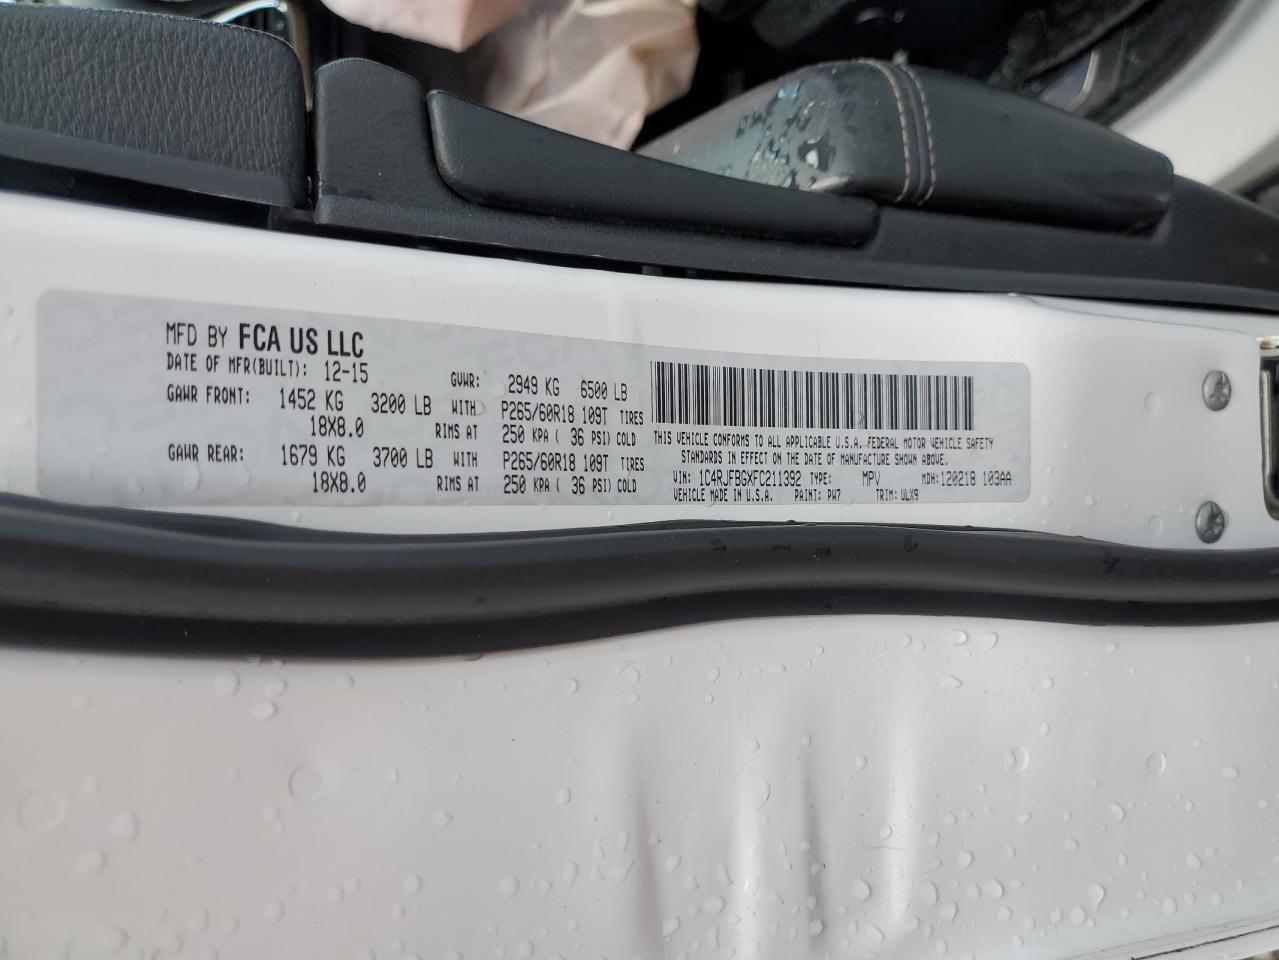 MFD BY FCA US LLC
DATE OF MFR(BUILT): 12-15 GVWR: 2949 KG 6500 LB
GAWR FRONT: 1452 KG 3200 LB WITH P265/60R18 109T TIRES
18X8.0 RIMS AT 250 KPA ( 36 PSI) COLD
GAWR REAR: 1679 KG 3700 LB WITH P265/60R18 109T TIRES
18X8.0 RIMS AT 250 KPA ( 36 PSI) COLD
THIS VEHICLE CONFORMS TO ALL APPLICABLE U.S.A. FEDERAL MOTOR VEHICLE SAFETY
STANDARDS IN EFFECT ON THE DATE OF MANUFACTURE SHOWN ABOVE.
VIN: 1C4RJFBGXFC211392 TYPE: MPV MDH: 120218 103AA
VEHICLE MADE IN U.S.A. PAINT: PW7 TRIM: ULX9